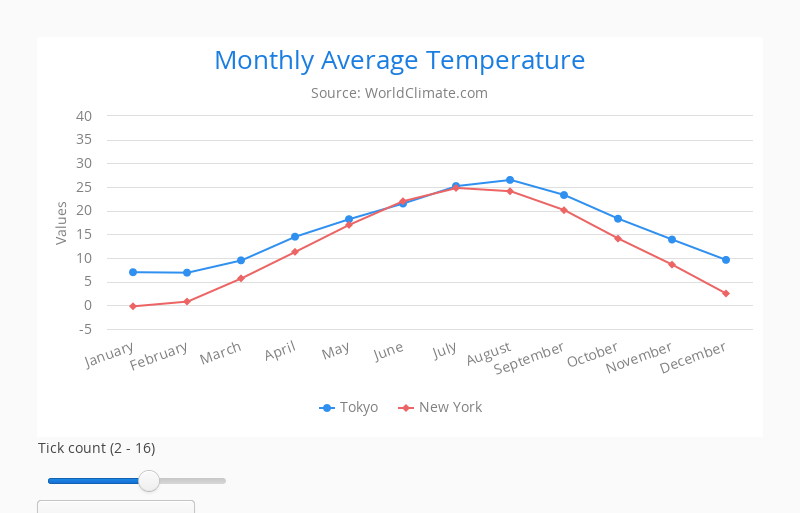 Monthly Average Temperature
Source: WorldClimate.com
40
35
30
25
20
15
10
5
0
-5
Values
January
February
March
April
May
June
July
August
September
October
November
December
Tokyo
New York
Tick count (2 - 16)